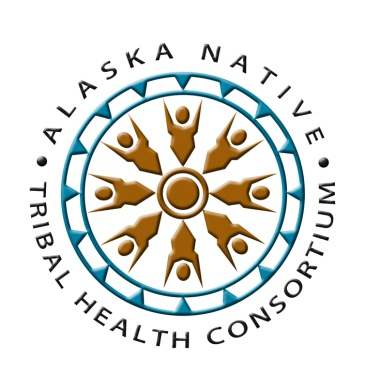 ALASKA NATIVE
TRIBAL HEALTH CONSORTIUM